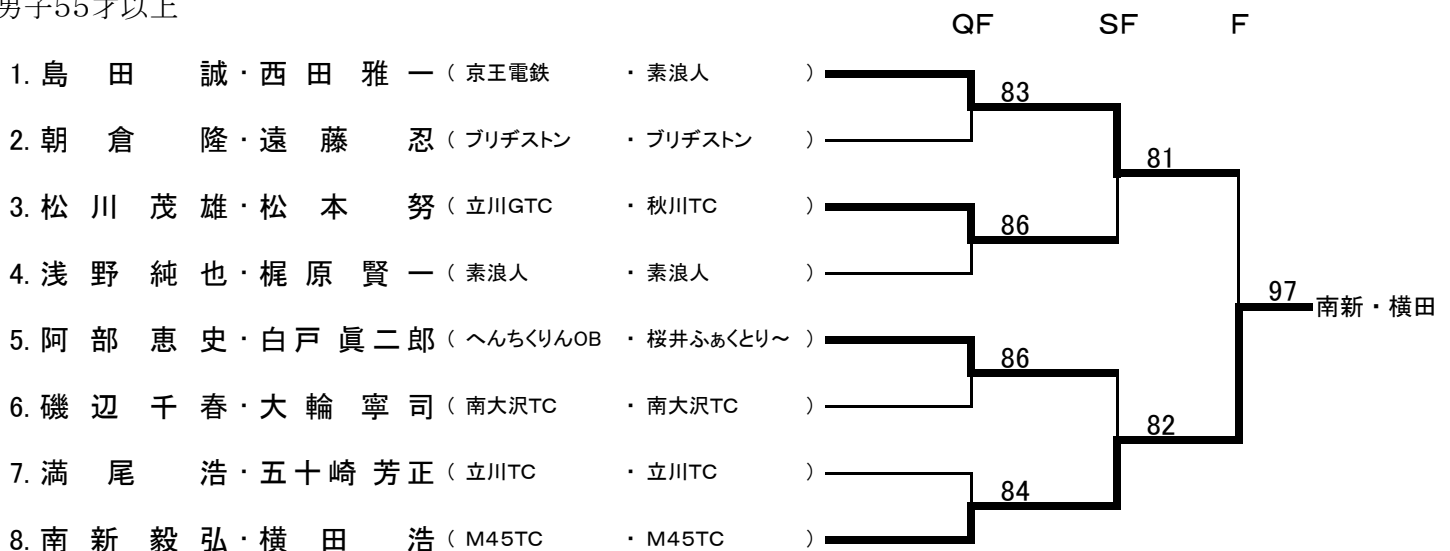 男子55才以上
QF SF F
1. 島田 誠・西田雅一 ( 京王電鉄 ・ 素浪人 )
83
2. 朝倉 隆・遠藤 忍 ( ブリヂストン ・ ブリヂストン )
81
3. 松川茂雄・松本 努 ( 立川GTC ・ 秋川TC )
86
4. 浅野純也・梶原賢一 ( 素浪人 ・ 素浪人 )
97 南新・横田
5. 阿部恵史・白戸眞二郎 ( へんちくりんOB ・ 桜井ふぁくとり～ )
86
6. 磯辺千春・大輪寧司 ( 南大沢TC ・ 南大沢TC )
82
7. 満尾 浩・五十崎芳正 ( 立川TC ・ 立川TC )
84
8. 南新毅弘・横田 浩 ( M45TC ・ M45TC )